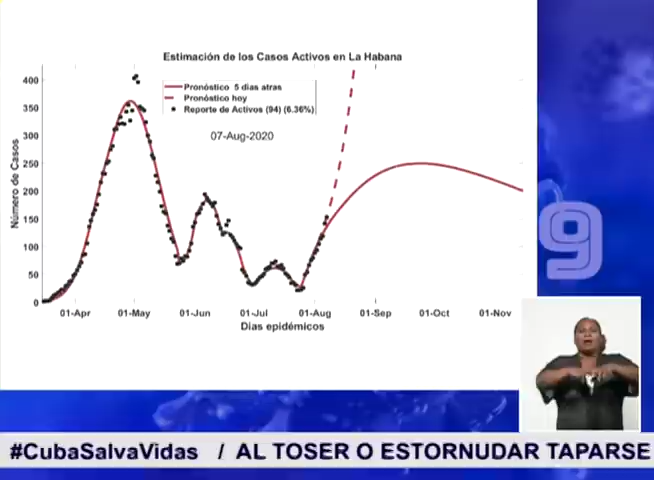 Estimación de los Casos Activos en La Habana
Pronóstico 5 dias atras
Pronóstico hoy
Reporte de Activos (94) (6.36%)
07-Aug-2020
Número de Casos
400
350
300
250
200
150
100
50
0
01-Apr 01-May 01-Jun 01-Jul 01-Aug 01-Sep 01-Oct 01-Nov
Dias epidémicos
9
#CubaSalvaVidas / AL TOSER O ESTORNUDAR TAPARSE